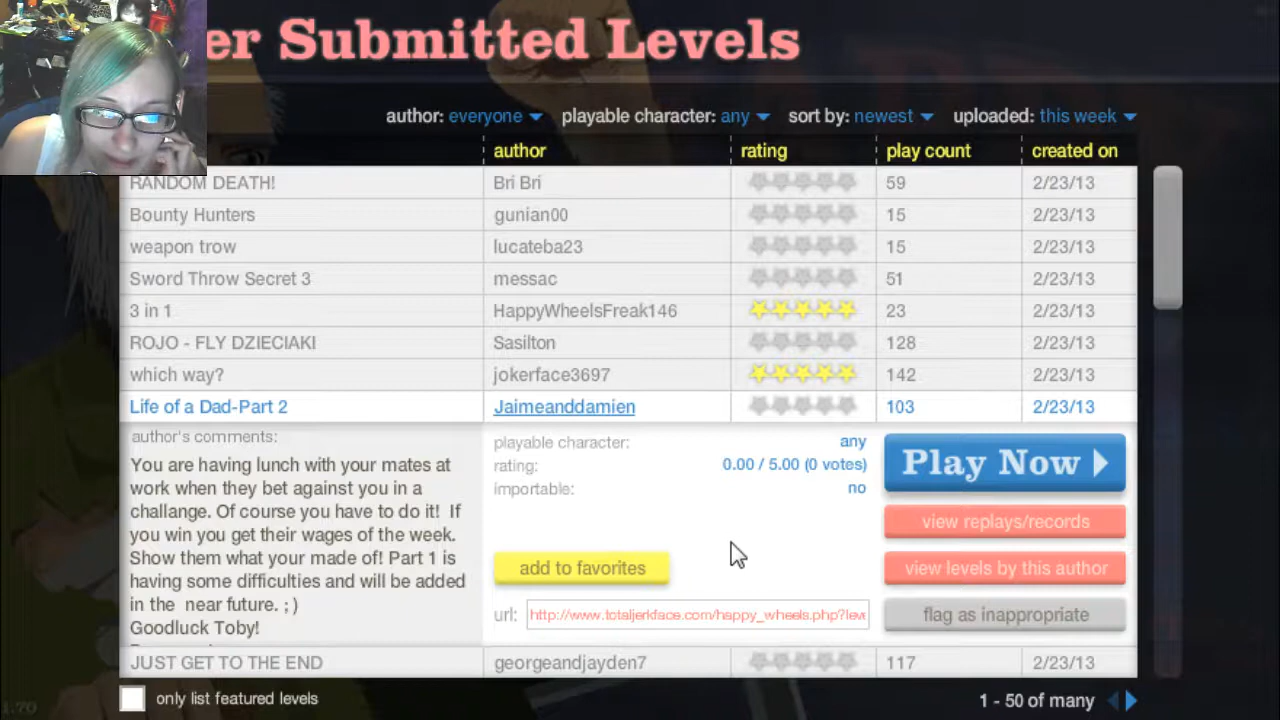 er Submitted Levels
author: everyone playable character: any sort by: newest uploaded: this week
author rating play count created on
RANDOM DEATH! Bri Bri 59 2/23/13
Bounty Hunters gunian00 15 2/23/13
weapon trow lucateba23 15 2/23/13
Sword Throw Secret 3 messac 51 2/23/13
3 in 1 HappyWheelsFreak146 23 2/23/13
ROJO - FLY DZIECIAKI Sasilton 128 2/23/13
which way? jokerface3697 142 2/23/13
Life of a Dad-Part 2 Jaimeanddamien 103 2/23/13
author's comments:
You are having lunch with your mates at
work when they bet against you in a
challange. Of course you have to do it! If
you win you get their wages of the week.
Show them what your made of! Part 1 is
having some difficulties and will be added
in the near future. ; )
Goodluck Toby!
playable character: any
rating: 0.00 / 5.00 (0 votes)
importable: no
add to favorites
url: http://www.totaljerkface.com/happy_wheels.php?leve
Play Now
view replays/records
view levels by this author
flag as inappropriate
JUST GET TO THE END georgeandjayden7 117 2/23/13
only list featured levels 1 - 50 of many